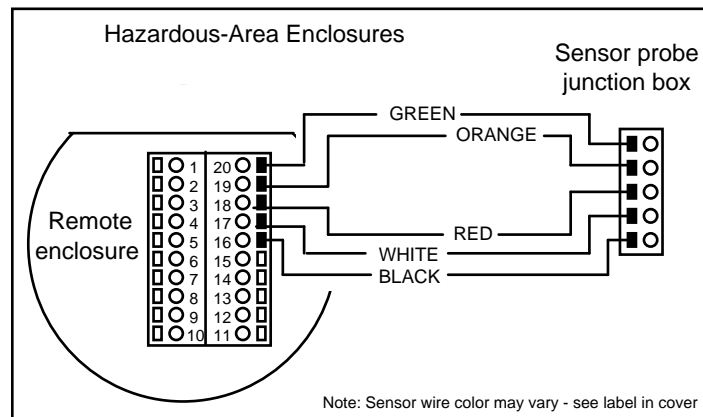 Hazardous-Area Enclosures
Sensor probe
junction box
GREEN
ORANGE
1 20
2 19
3 18
4 17
5 16
6 15
7 14
8 13
9 12
10 11
Remote
enclosure
RED
WHITE
BLACK
Note: Sensor wire color may vary - see label in cover